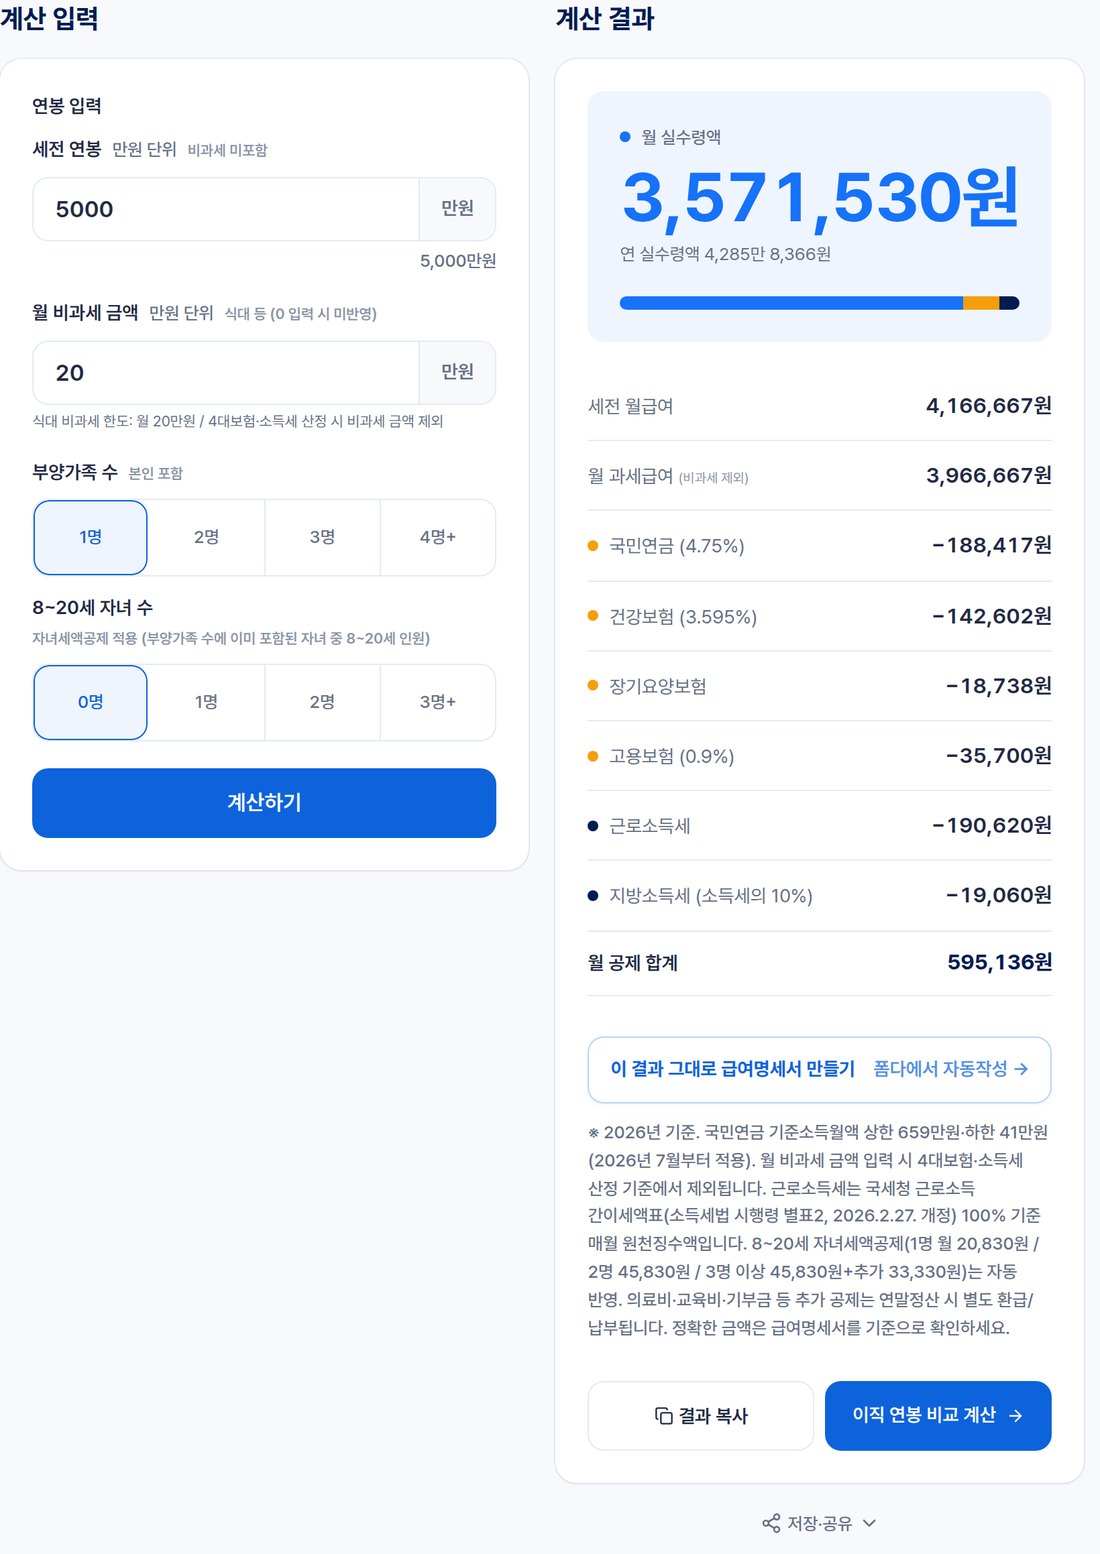 계산 입력
연봉 입력
세전 연봉 만원 단위 비과세 미포함
5000 만원
5,000만원
월 비과세 금액 만원 단위 식대 등 (0 입력 시 미반영)
20 만원
식대 비과세 한도: 월 20만원 / 4대보험·소득세 산정 시 비과세 금액 제외
부양가족 수 본인 포함
1명 2명 3명 4명+
8~20세 자녀 수
자녀세액공제 적용 (부양가족 수에 이미 포함된 자녀 중 8~20세 인원)
0명 1명 2명 3명+
계산하기
계산 결과
월 실수령액
3,571,530원
연 실수령액 4,285만 8,366원
세전 월급여 4,166,667원
월 과세급여 (비과세 제외) 3,966,667원
국민연금 (4.75%) −188,417원
건강보험 (3.595%) −142,602원
장기요양보험 −18,738원
고용보험 (0.9%) −35,700원
근로소득세 −190,620원
지방소득세 (소득세의 10%) −19,060원
월 공제 합계 595,136원
이 결과 그대로 급여명세서 만들기 폼다에서 자동작성 →
※ 2026년 기준. 국민연금 기준소득월액 상한 659만원·하한 41만원
(2026년 7월부터 적용). 월 비과세 금액 입력 시 4대보험·소득세
산정 기준에서 제외됩니다. 근로소득세는 국세청 근로소득
간이세액표(소득세법 시행령 별표2, 2026.2.27. 개정) 100% 기준
매월 원천징수액입니다. 8~20세 자녀세액공제(1명 월 20,830원 /
2명 45,830원 / 3명 이상 45,830원+추가 33,330원)는 자동
반영. 의료비·교육비·기부금 등 추가 공제는 연말정산 시 별도 환급/
납부됩니다. 정확한 금액은 급여명세서를 기준으로 확인하세요.
결과 복사 이직 연봉 비교 계산 →
저장·공유